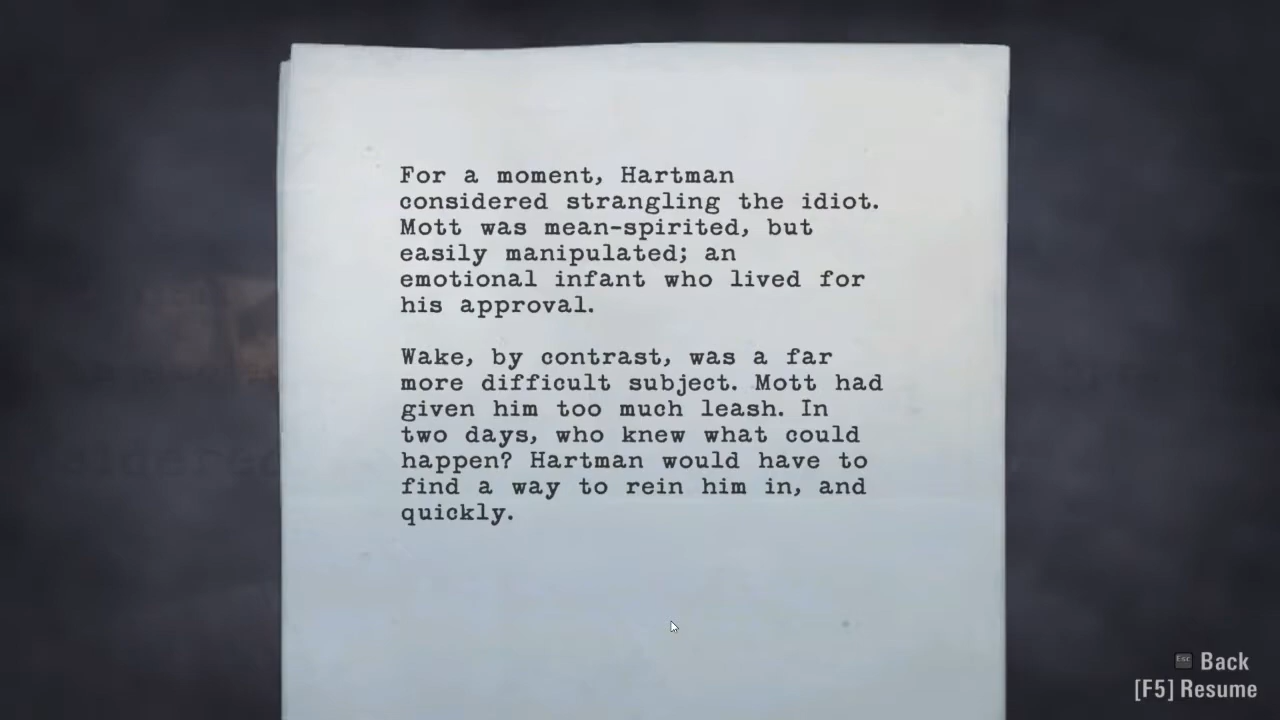 For a moment, Hartman
considered strangling the idiot.
Mott was mean-spirited, but
easily manipulated; an
emotional infant who lived for
his approval.
Wake, by contrast, was a far
more difficult subject. Mott had
given him too much leash. In
two days, who knew what could
happen? Hartman would have to
find a way to rein him in, and
quickly.
Esc Back
[F5] Resume